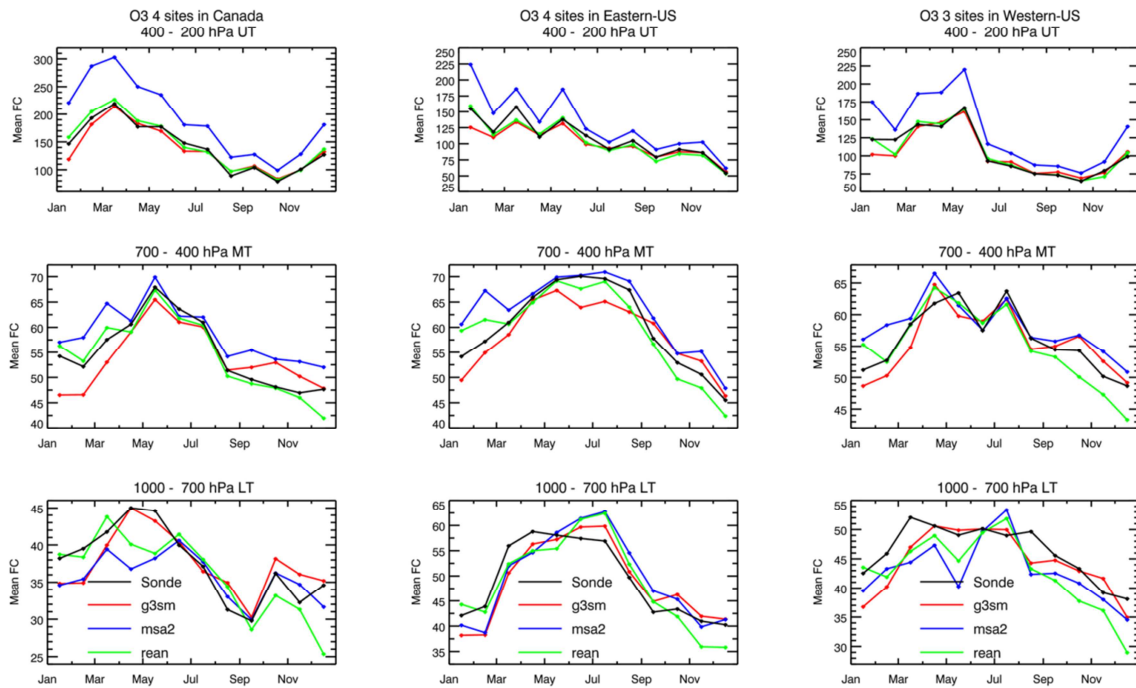 O3 4 sites in Canada
400 - 200 hPa UT
O3 4 sites in Eastern-US
400 - 200 hPa UT
O3 3 sites in Western-US
400 - 200 hPa UT
Mean FC
300
250
200
150
100
Jan Mar May Jul Sep Nov
Mean FC
250
225
200
175
150
125
100
75
50
25
Jan Mar May Jul Sep Nov
Mean FC
250
225
200
175
150
125
100
75
50
Jan Mar May Jul Sep Nov
700 - 400 hPa MT
Mean FC
70
65
60
55
50
45
40
Jan Mar May Jul Sep Nov
700 - 400 hPa MT
Mean FC
70
65
60
55
50
45
40
Jan Mar May Jul Sep Nov
700 - 400 hPa MT
Mean FC
65
60
55
50
45
Jan Mar May Jul Sep Nov
1000 - 700 hPa LT
Mean FC
45
40
35
30
25
Sonde
g3sm
msa2
rean
Jan Mar May Jul Sep Nov
1000 - 700 hPa LT
Mean FC
65
60
55
50
45
40
35
Sonde
g3sm
msa2
rean
Jan Mar May Jul Sep Nov
1000 - 700 hPa LT
Mean FC
55
50
45
40
35
30
Sonde
g3sm
msa2
rean
Jan Mar May Jul Sep Nov